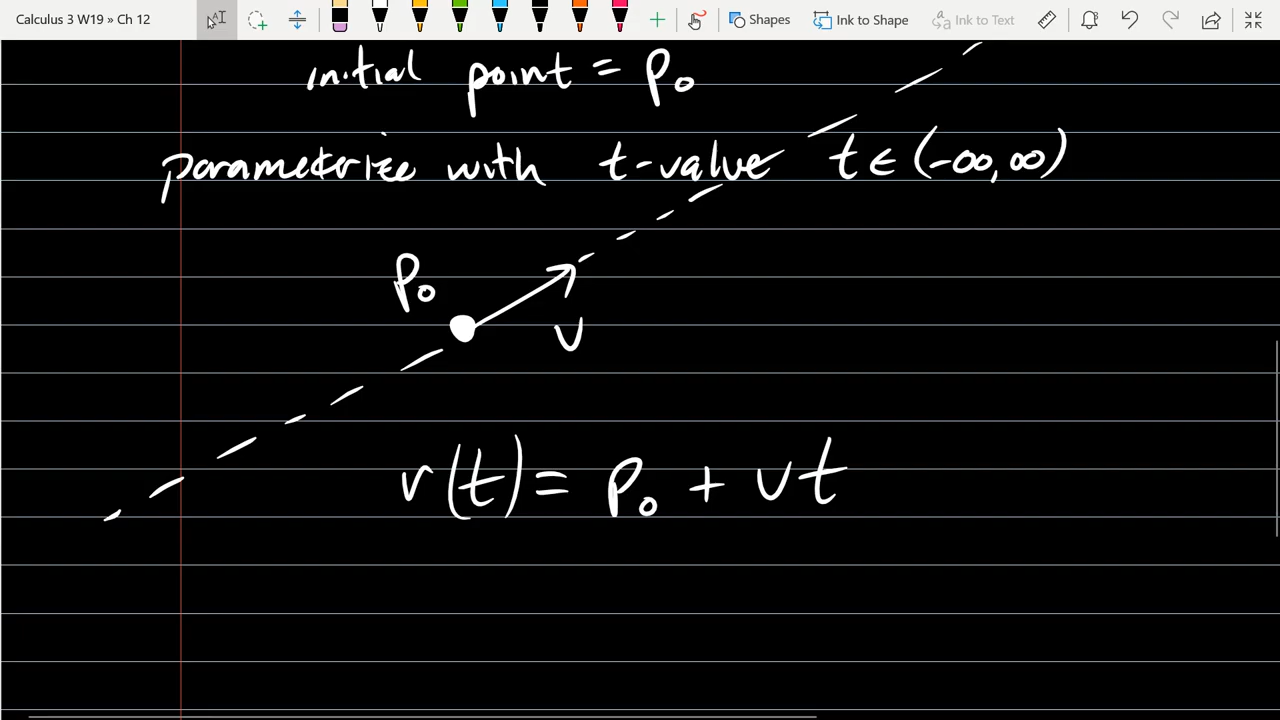 Calculus 3 W19 » Ch 12
Shapes
Ink to Shape
Ink to Text
initial point = P₀
parametrize with t-value t ∈ (-∞, ∞)
P₀
v
r(t) = P₀ + vt